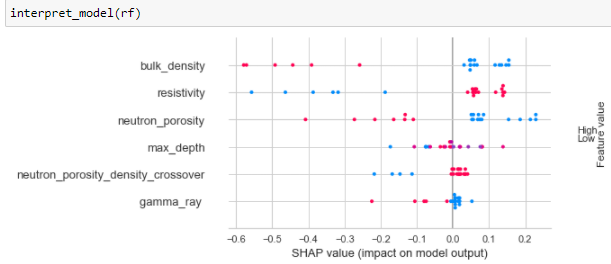 interpret_model(rf)
bulk_density
resistivity
neutron_porosity
max_depth
neutron_porosity_density_crossover
gamma_ray
High
Low
Feature value
−0.6 −0.5 −0.4 −0.3 −0.2 −0.1 0.0 0.1 0.2
SHAP value (impact on model output)